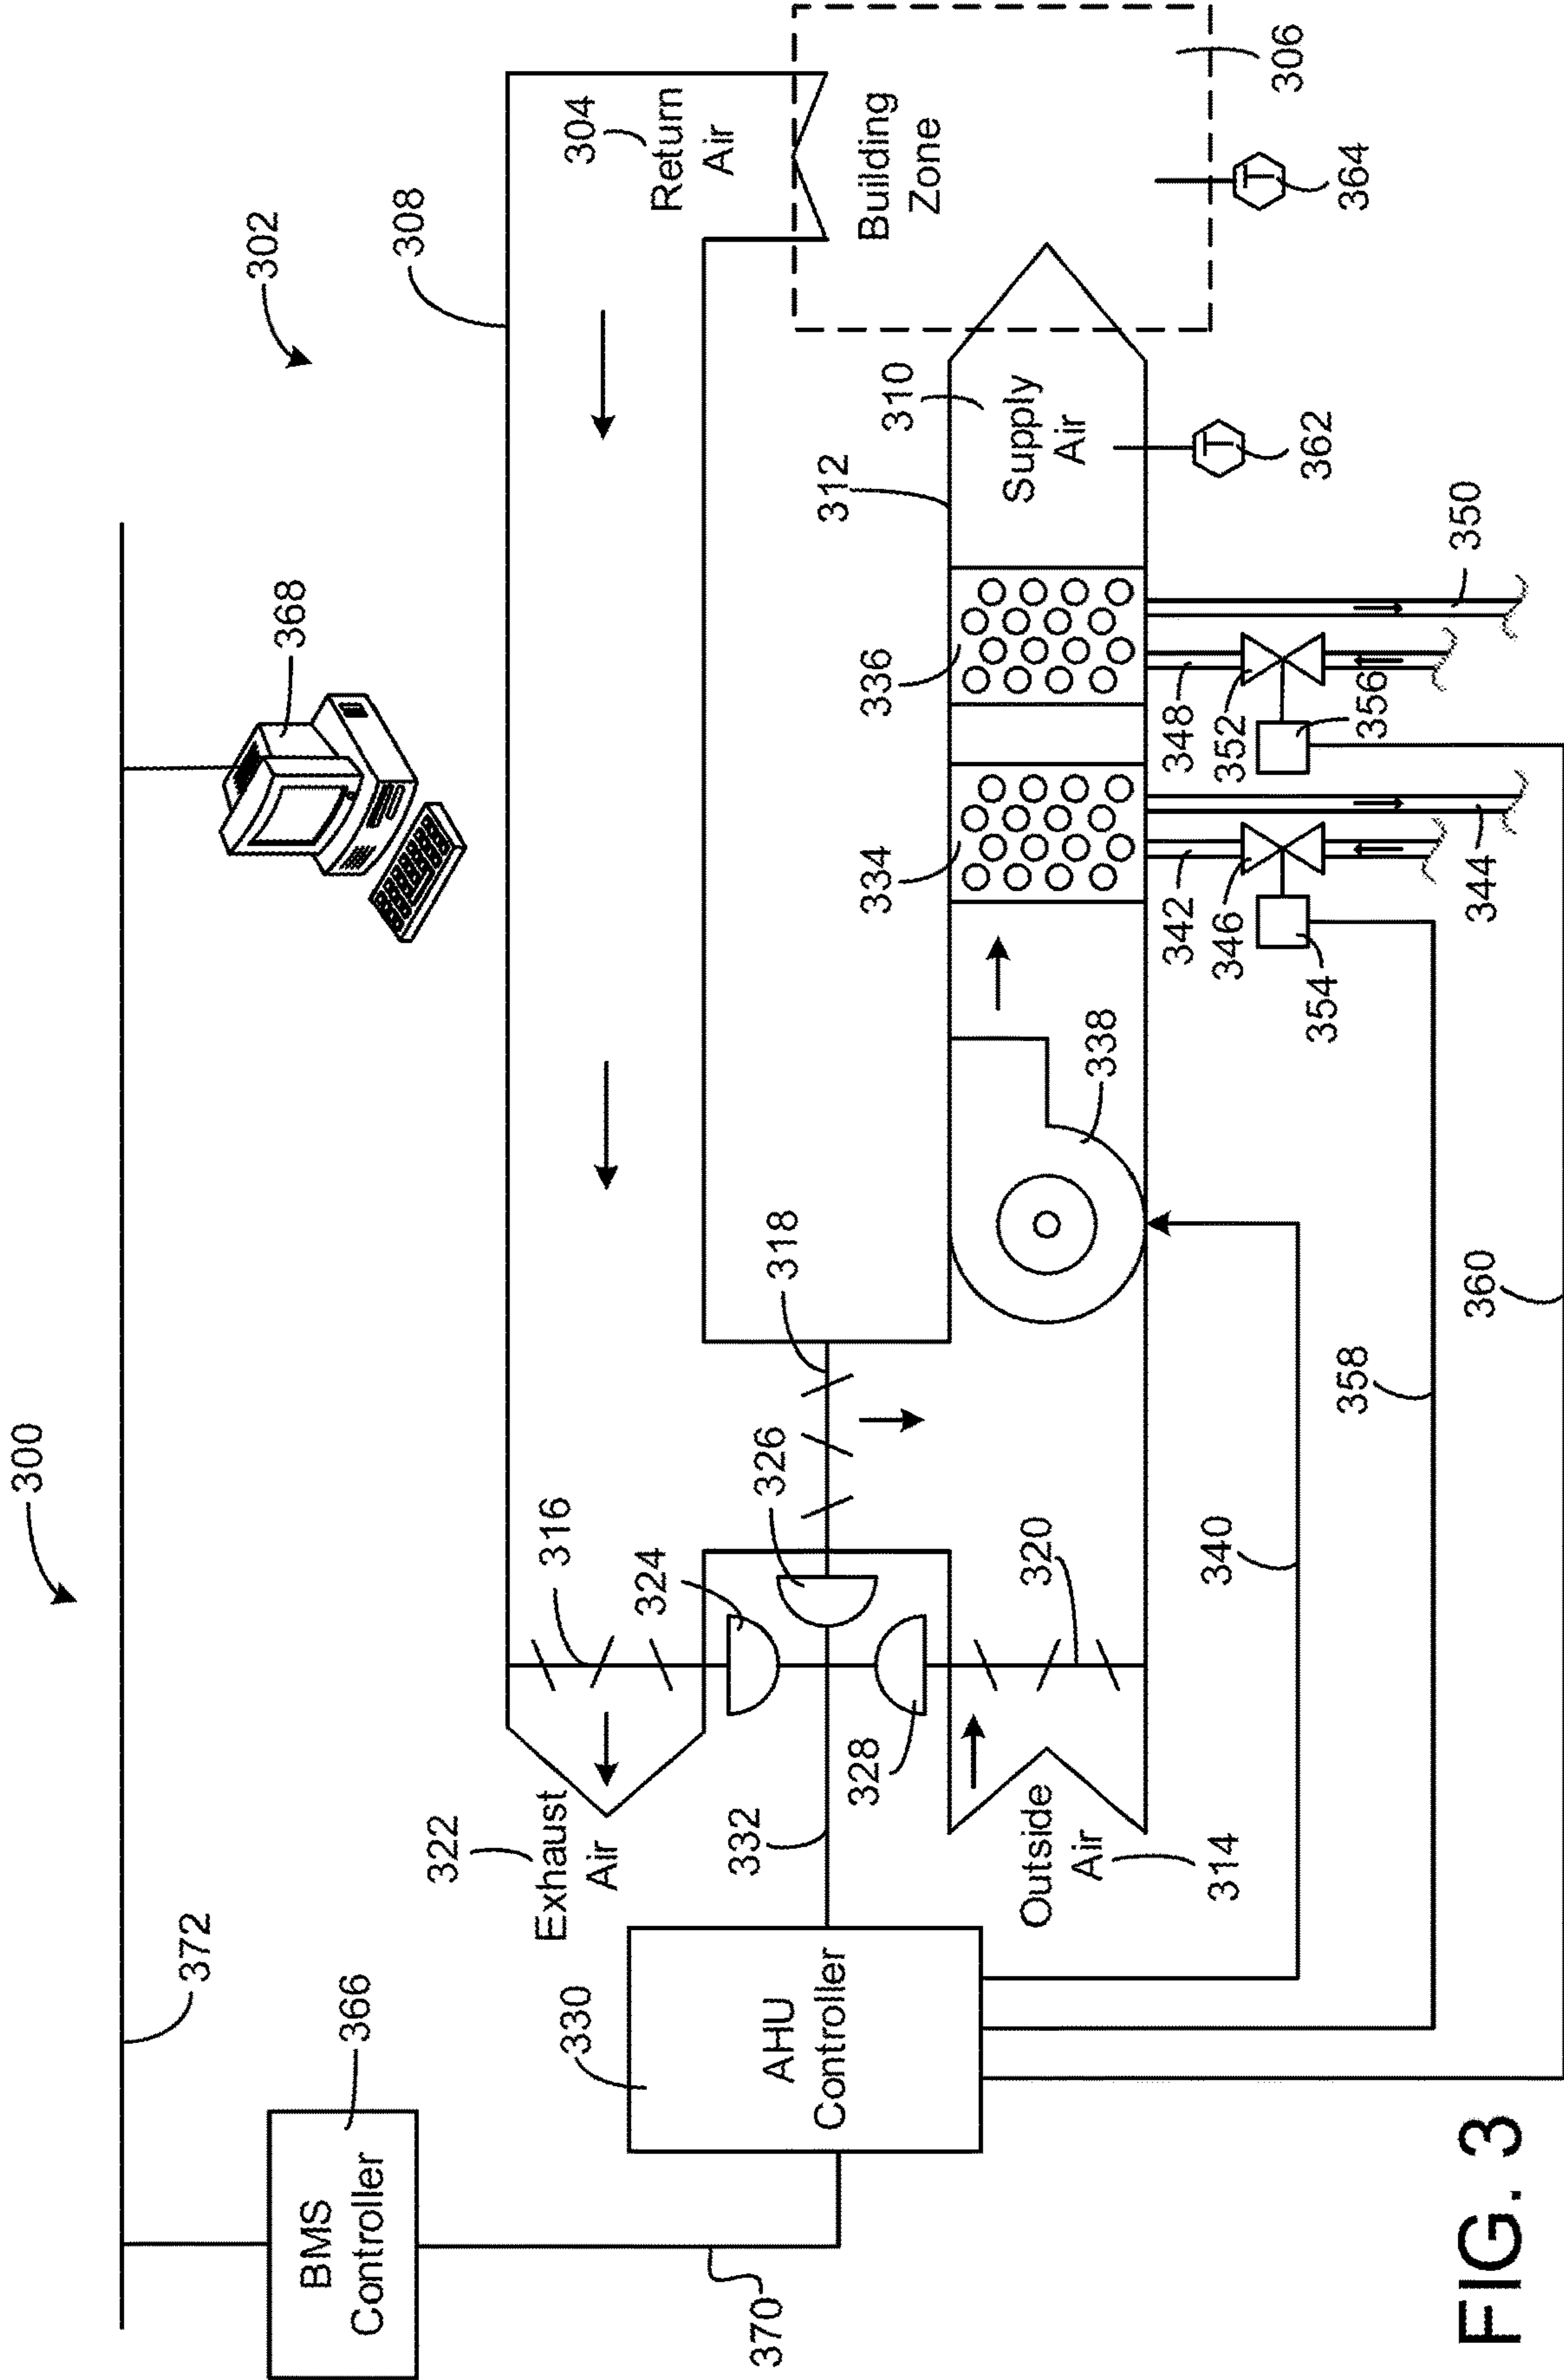 300
302
372
368
366
BMS
Controller
370
308
322
Exhaust
Air
316
324
304
Return
Air
330
AHU
Controller
332
326
318
328
312
310
Building
Zone
306
Outside
Air
314
320
338
334
336
Supply
Air
340
342
346
348
352
362
364
354
356
358
344
350
360
FIG. 3
T
T